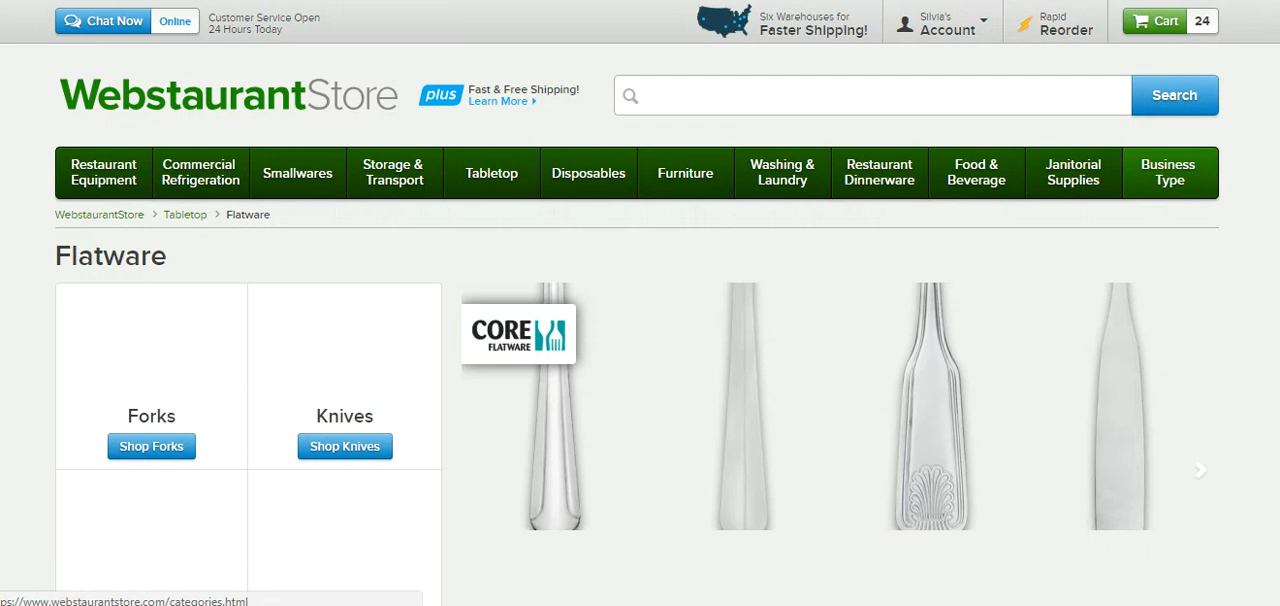 Chat Now Online
Customer Service Open
24 Hours Today
Six Warehouses for
Faster Shipping!
Silvia's
Account
Rapid
Reorder
Cart 24
WebstaurantStore
plus
Fast & Free Shipping!
Learn More
Search
Restaurant
Equipment
Commercial
Refrigeration
Smallwares
Storage &
Transport
Tabletop
Disposables
Furniture
Washing &
Laundry
Restaurant
Dinnerware
Food &
Beverage
Janitorial
Supplies
Business
Type
WebstaurantStore > Tabletop > Flatware
Flatware
CORE
FLATWARE
Forks
Shop Forks
Knives
Shop Knives
ps://www.webstaurantstore.com/categories.html